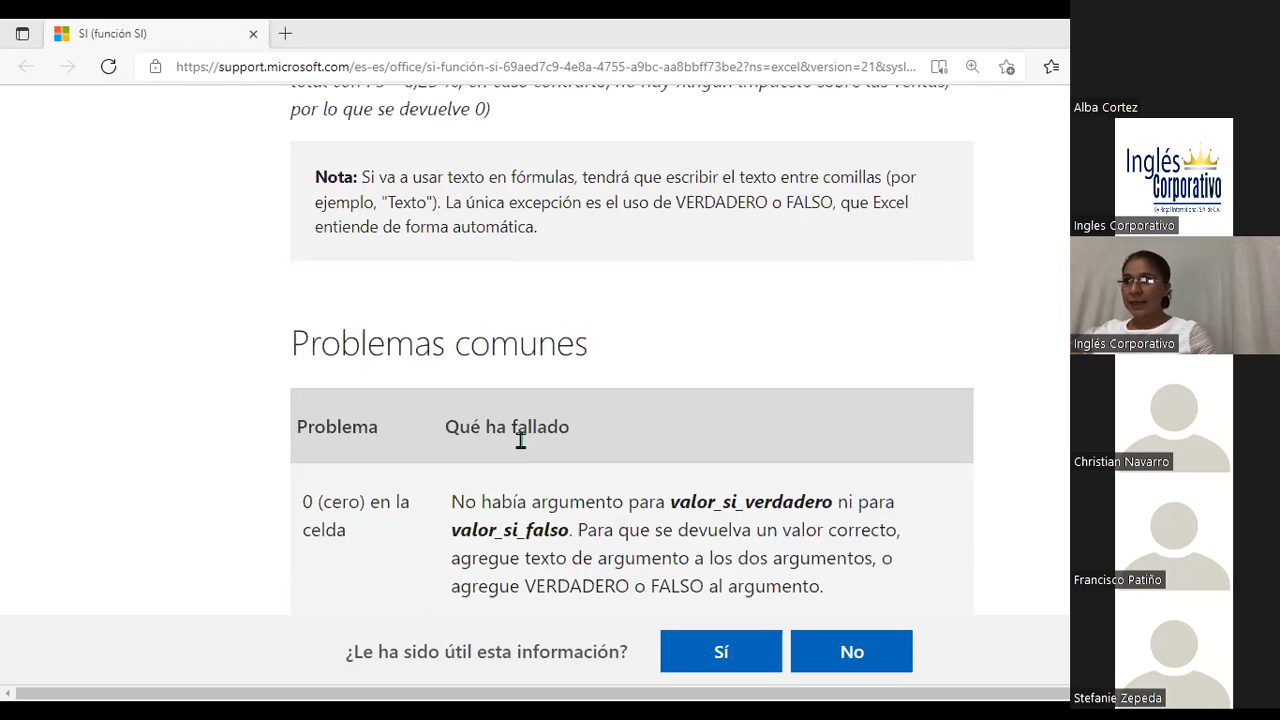 SI (función SI)
https://support.microsoft.com/es-es/office/si-función-si-69aed7c9-4e8a-4755-a9bc-aa8bbff73be2?ns=excel&version=21&sysl...
por lo que se devuelve 0)
Nota: Si va a usar texto en fórmulas, tendrá que escribir el texto entre comillas (por
ejemplo, "Texto"). La única excepción es el uso de VERDADERO o FALSO, que Excel
entiende de forma automática.
Problemas comunes
Problema Qué ha fallado
0 (cero) en la
celda
No había argumento para valor_si_verdadero ni para
valor_si_falso. Para que se devuelva un valor correcto,
agregue texto de argumento a los dos argumentos, o
agregue VERDADERO o FALSO al argumento.
¿Le ha sido útil esta información? Sí No
Alba Cortez
Inglés
Corporativo
Ingles Corporativo
Inglés Corporativo
Christian Navarro
Francisco Patiño
Stefanie Zepeda